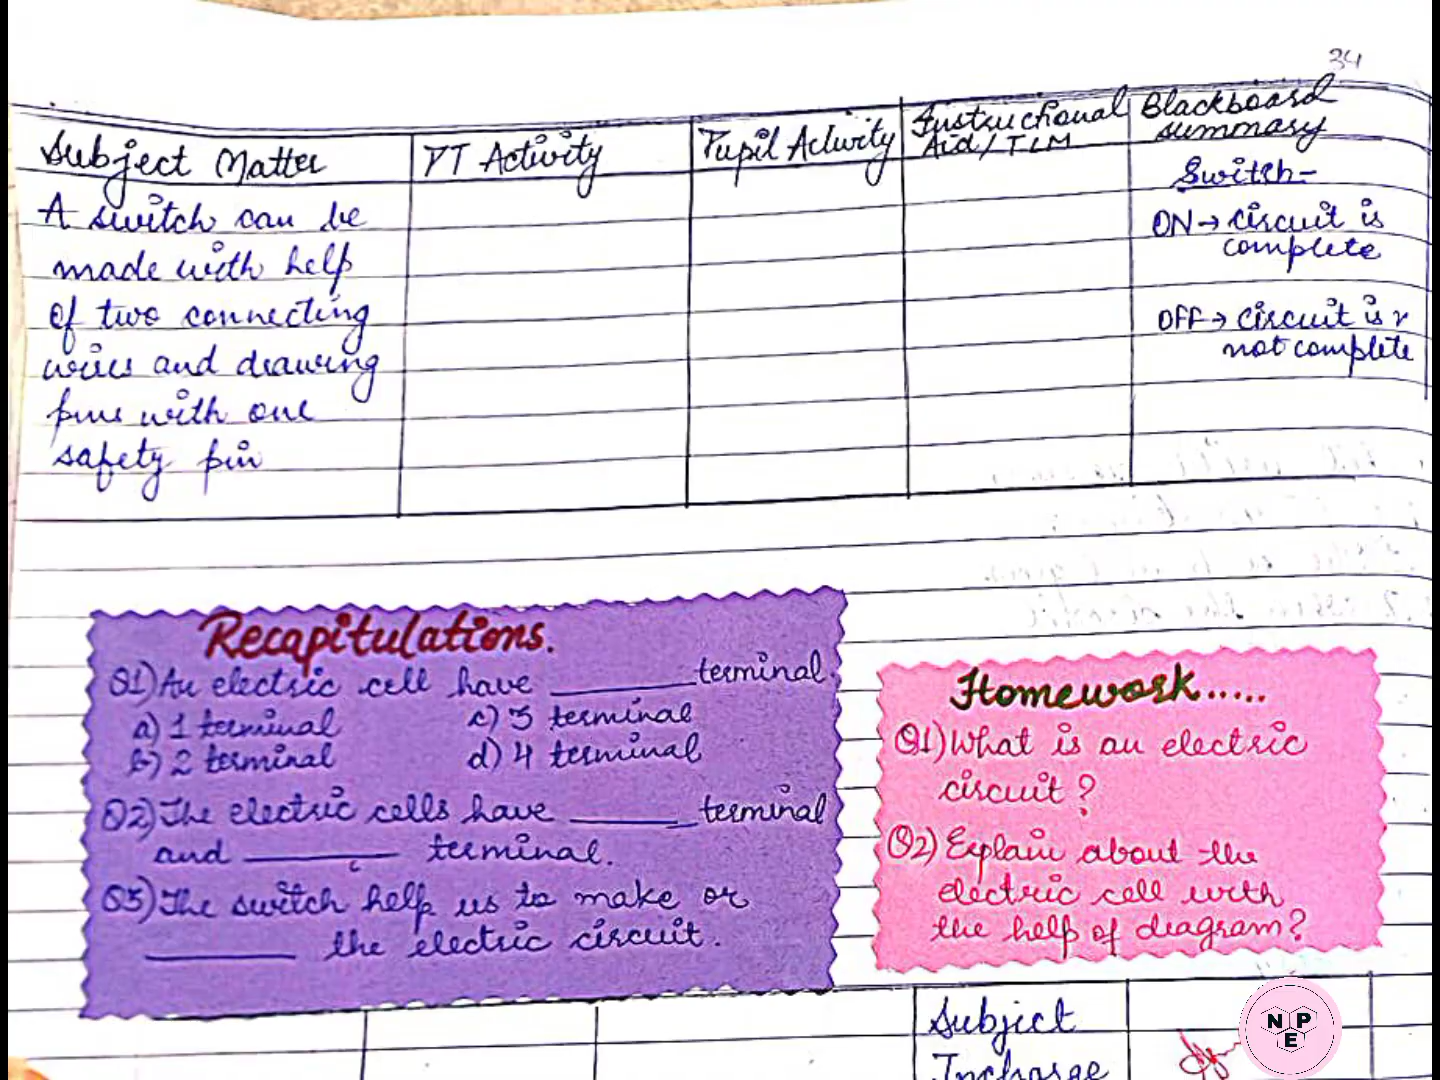 34
Subject Matter PT Activity Pupil Activity Instructional Aid/TLM Blackboard summary
A switch can be
made with help
of two connecting
wires and drawing
pins with one
safety pin
Switch-
ON → Circuit is
complete
OFF → Circuit is
not complete
Recapitulations.
Q1) An electric cell have ______ terminal.
a) 1 terminal c) 3 terminal
b) 2 terminal d) 4 terminal
Q2) The electric cells have ______ terminal
and ______ terminal.
Q3) The switch help us to make or
______ the electric circuit.
Homework.....
Q1) What is an electric
circuit?
Q2) Explain about the
electric cell with
the help of diagram?
Subject
Incharge
N P
E